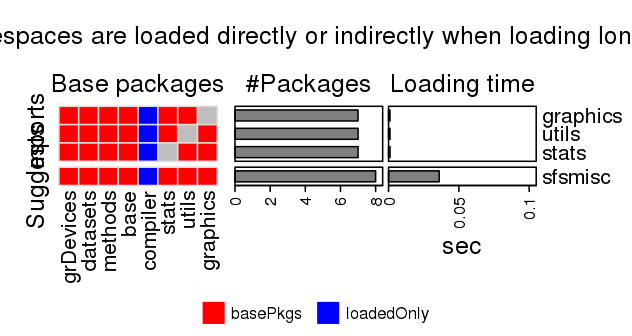 espaces are loaded directly or indirectly when loading lon
Base packages #Packages Loading time
Suggests
graphics
utils
stats
sfsmisc
grDevices
datasets
methods
base
compiler
stats
utils
graphics
0 2 4 6 8
0 0.05 0.1
sec
basePkgs loadedOnly